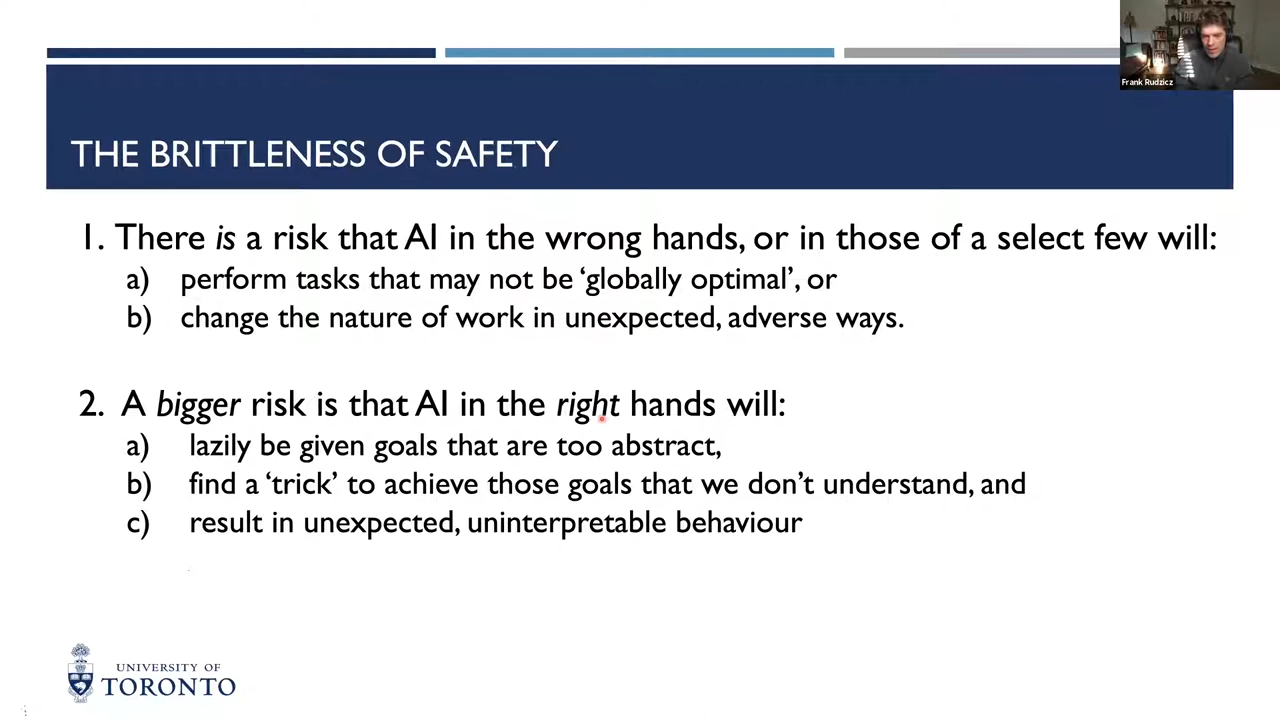 Frank Rudzicz
THE BRITTLENESS OF SAFETY
1. There is a risk that AI in the wrong hands, or in those of a select few will:
a) perform tasks that may not be ‘globally optimal’, or
b) change the nature of work in unexpected, adverse ways.
2. A bigger risk is that AI in the right hands will:
a) lazily be given goals that are too abstract,
b) find a ‘trick’ to achieve those goals that we don’t understand, and
c) result in unexpected, uninterpretable behaviour
UNIVERSITY OF
TORONTO